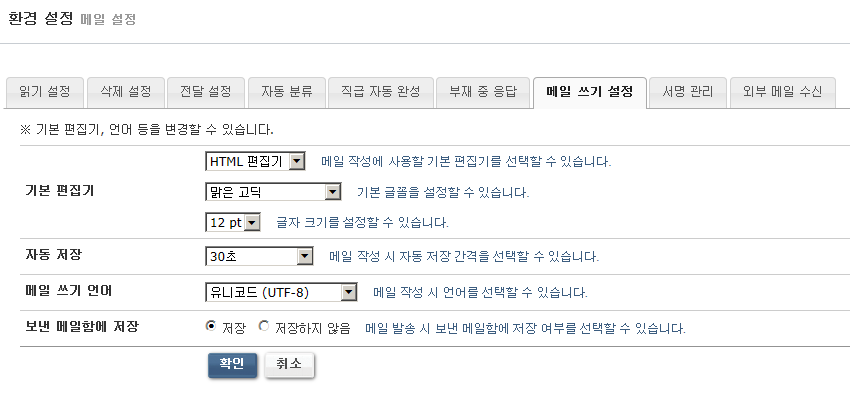 환경 설정 메일 설정
읽기 설정 삭제 설정 전달 설정 자동 분류 직급 자동 완성 부재 중 응답 메일 쓰기 설정 서명 관리 외부 메일 수신
※ 기본 편집기, 언어 등을 변경할 수 있습니다.
기본 편집기
HTML 편집기 메일 작성에 사용할 기본 편집기를 선택할 수 있습니다.
맑은 고딕 기본 글꼴을 설정할 수 있습니다.
12 pt 글자 크기를 설정할 수 있습니다.
자동 저장 30초 메일 작성 시 자동 저장 간격을 선택할 수 있습니다.
메일 쓰기 언어 유니코드 (UTF-8) 메일 작성 시 언어를 선택할 수 있습니다.
보낸 메일함에 저장 저장 저장하지 않음 메일 발송 시 보낸 메일함에 저장 여부를 선택할 수 있습니다.
확인 취소